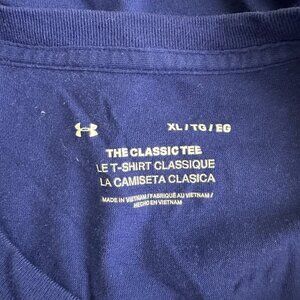 XL / TG / EG
THE CLASSIC TEE
LE T-SHIRT CLASSIQUE
LA CAMISETA CLASICA
MADE IN VIETNAM / FABRIQUÉ AU VIETNAM /
HECHO EN VIETNAM